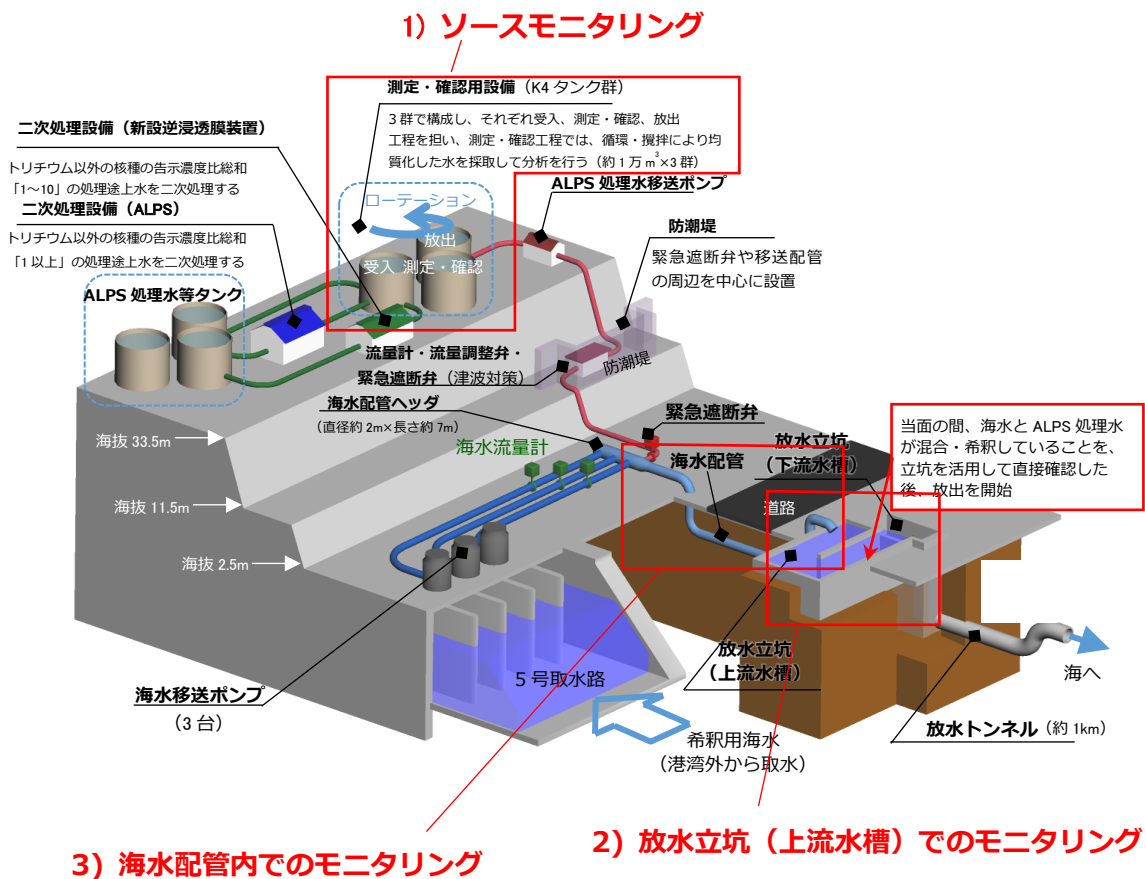 1）ソースモニタリング
測定・確認用設備（K4 タンク群）
3 群で構成し、それぞれ受入、測定・確認、放出
工程を担い、測定・確認工程では、循環・攪拌により均
質化した水を採取して分析を行う（約 1 万 m³×3 群）
二次処理設備（新設逆浸透膜装置）
トリチウム以外の核種の告示濃度比総和
「1～10」の処理途上水を二次処理する
二次処理設備（ALPS）
トリチウム以外の核種の告示濃度比総和
「1 以上」の処理途上水を二次処理する
ALPS 処理水等タンク
ローテーション
放出
受入
測定・確認
ALPS 処理水移送ポンプ
防潮堤
緊急遮断弁や移送配管
の周辺を中心に設置
防潮堤
流量計・流量調整弁・
緊急遮断弁（津波対策）
海水配管ヘッダ
（直径約 2m×長さ約 7m）
海水流量計
緊急遮断弁
海水配管
放水立坑
（下流水槽）
当面の間、海水と ALPS 処理水
が混合・希釈していることを、
立坑を活用して直接確認した
後、放出を開始
道路
海抜 33.5m
海抜 11.5m
海抜 2.5m
放水立坑
（上流水槽）
海へ
5 号取水路
海水移送ポンプ
（3 台）
希釈用海水
（港湾外から取水）
放水トンネル（約 1km）
2）放水立坑（上流水槽）でのモニタリング
3）海水配管内でのモニタリング